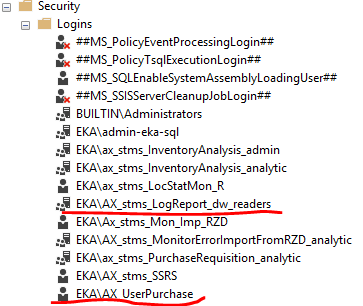 Security
Logins
##MS_PolicyEventProcessingLogin##
##MS_PolicyTsqlExecutionLogin##
##MS_SQLEnableSystemAssemblyLoadingUser##
##MS_SSISServerCleanupJobLogin##
BUILTIN\Administrators
EKA\admin-eka-sql
EKA\ax_stms_InventoryAnalysis_admin
EKA\ax_stms_InventoryAnalysis_analytic
EKA\ax_stms_LocStatMon_R
EKA\AX_stms_LogReport_dw_readers
EKA\Ax_stms_Mon_Imp_RZD
EKA\AX_stms_MonitorErrorImportFromRZD_analytic
EKA\ax_stms_PurchaseRequisition_analytic
EKA\ax_stms_SSRS
EKA\AX_UserPurchase